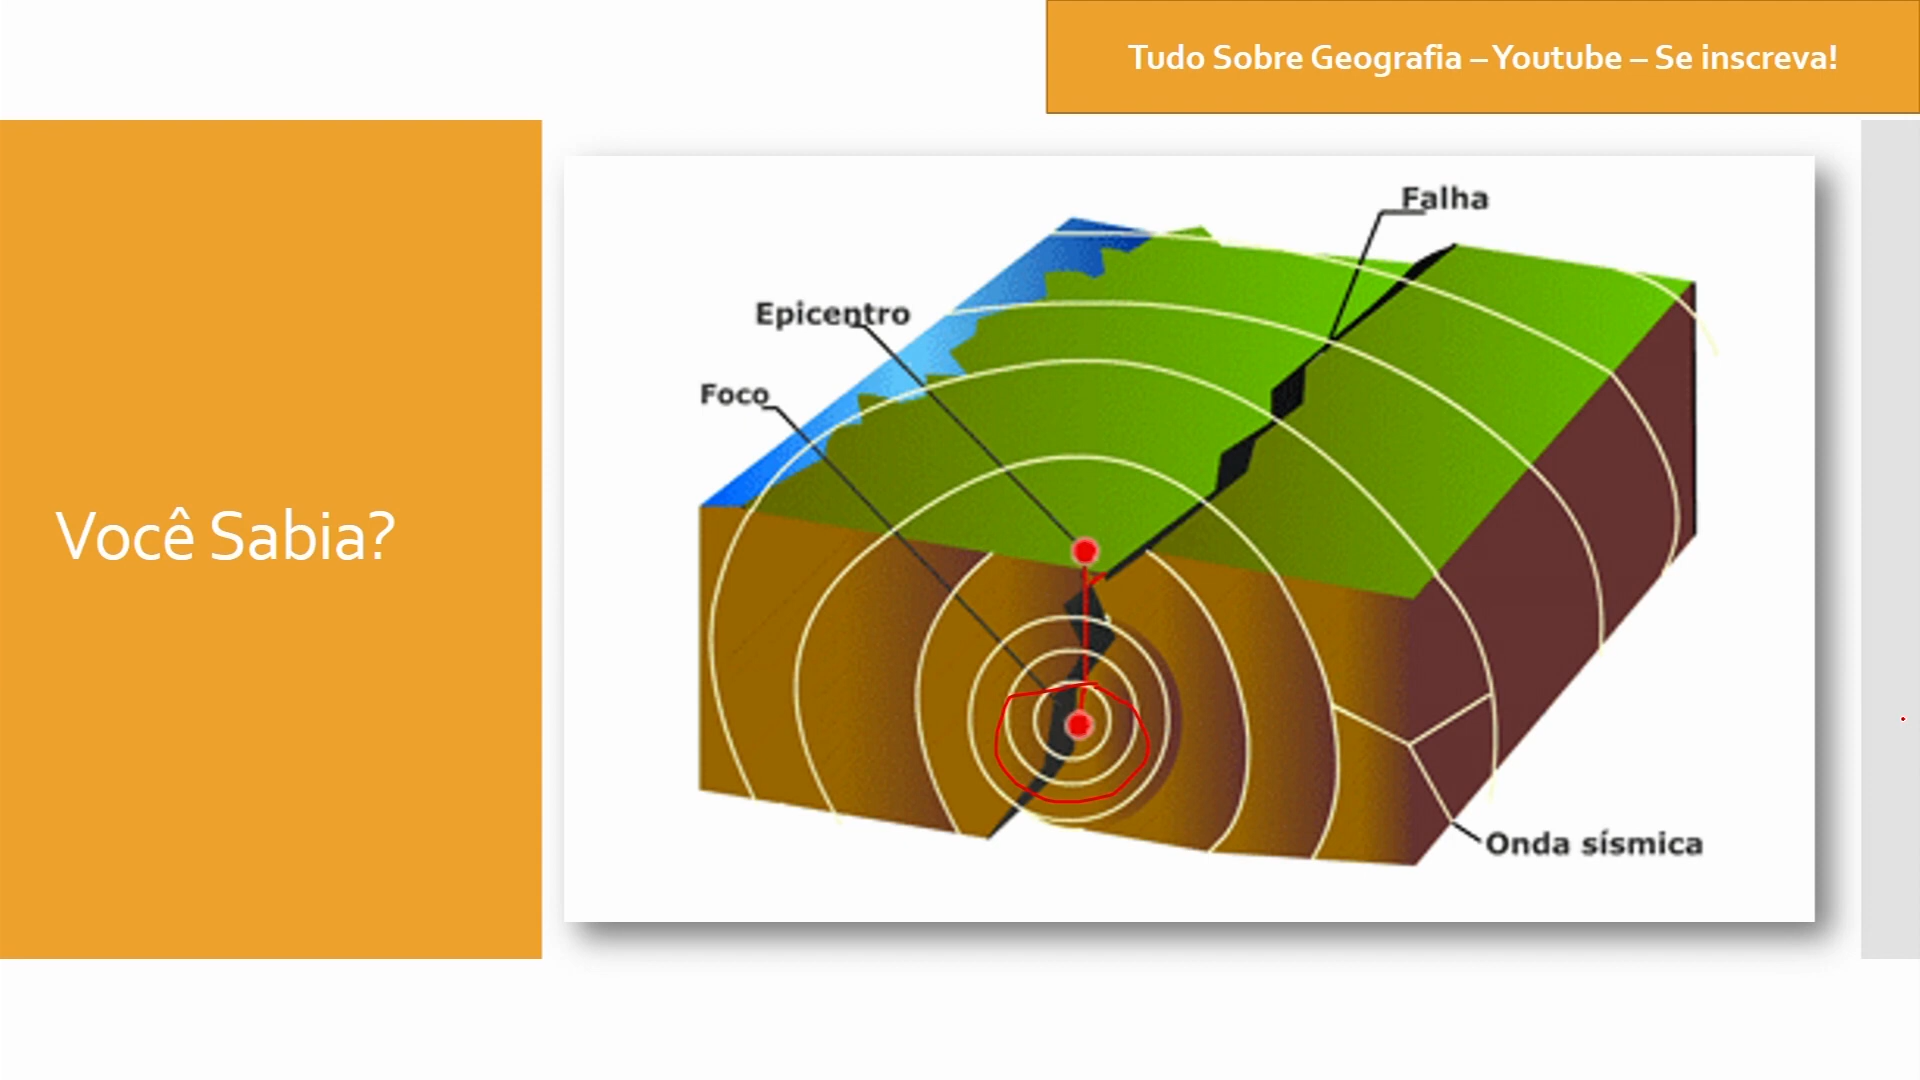 Tudo Sobre Geografia – Youtube – Se inscreva!
Você Sabia?
Falha
Epicentro
Foco
Onda sísmica